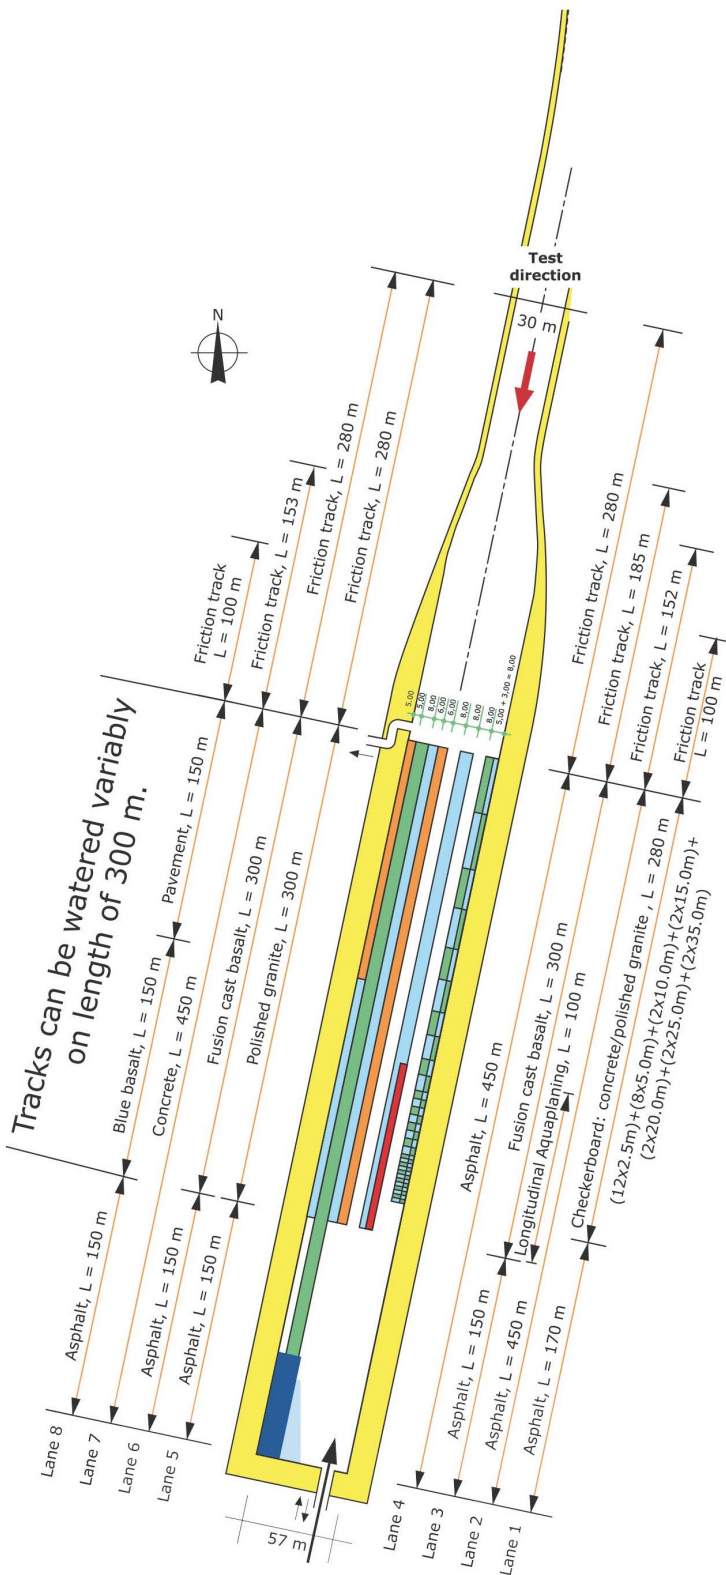 Test
direction
30 m
N
Friction track, L = 280 m
Friction track, L = 280 m
Friction track, L = 153 m
Friction track
L = 100 m
Friction track, L = 280 m
Friction track, L = 185 m
Friction track, L = 152 m
Friction track
L = 100 m
5.00
5,00
8,00
6,00
6,00
8,00
8,00
8,00
5,00 + 3,00 = 8,00
Tracks can be watered variably
on length of 300 m.
Pavement, L = 150 m
Blue basalt, L = 150 m
Concrete, L = 450 m
Fusion cast basalt, L = 300 m
Polished granite, L = 300 m
Asphalt, L = 450 m
Fusion cast basalt, L = 300 m
Longitudinal Aquaplaning, L = 100 m
Checkerboard: concrete/polished granite , L = 280 m
(12x2.5m)+(8x5.0m)+(2x10.0m)+(2x15.0m)+
(2x20.0m)+(2x25.0m)+(2x35.0m)
Asphalt, L = 150 m
Asphalt, L = 150 m
Asphalt, L = 150 m
Asphalt, L = 150 m
Asphalt, L = 450 m
Asphalt, L = 170 m
Lane 8
Lane 7
Lane 6
Lane 5
Lane 4
Lane 3
Lane 2
Lane 1
57 m